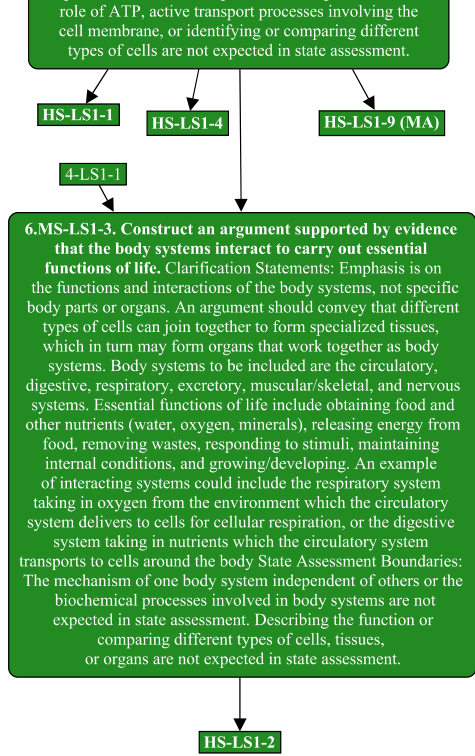 role of ATP, active transport processes involving the
cell membrane, or identifying or comparing different
types of cells are not expected in state assessment.
HS-LS1-1
HS-LS1-4
HS-LS1-9 (MA)
4-LS1-1
6.MS-LS1-3. Construct an argument supported by evidence
that the body systems interact to carry out essential
functions of life. Clarification Statements: Emphasis is on
the functions and interactions of the body systems, not specific
body parts or organs. An argument should convey that different
types of cells can join together to form specialized tissues,
which in turn may form organs that work together as body
systems. Body systems to be included are the circulatory,
digestive, respiratory, excretory, muscular/skeletal, and nervous
systems. Essential functions of life include obtaining food and
other nutrients (water, oxygen, minerals), releasing energy from
food, removing wastes, responding to stimuli, maintaining
internal conditions, and growing/developing. An example
of interacting systems could include the respiratory system
taking in oxygen from the environment which the circulatory
system delivers to cells for cellular respiration, or the digestive
system taking in nutrients which the circulatory system
transports to cells around the body State Assessment Boundaries:
The mechanism of one body system independent of others or the
biochemical processes involved in body systems are not
expected in state assessment. Describing the function or
comparing different types of cells, tissues,
or organs are not expected in state assessment.
HS-LS1-2